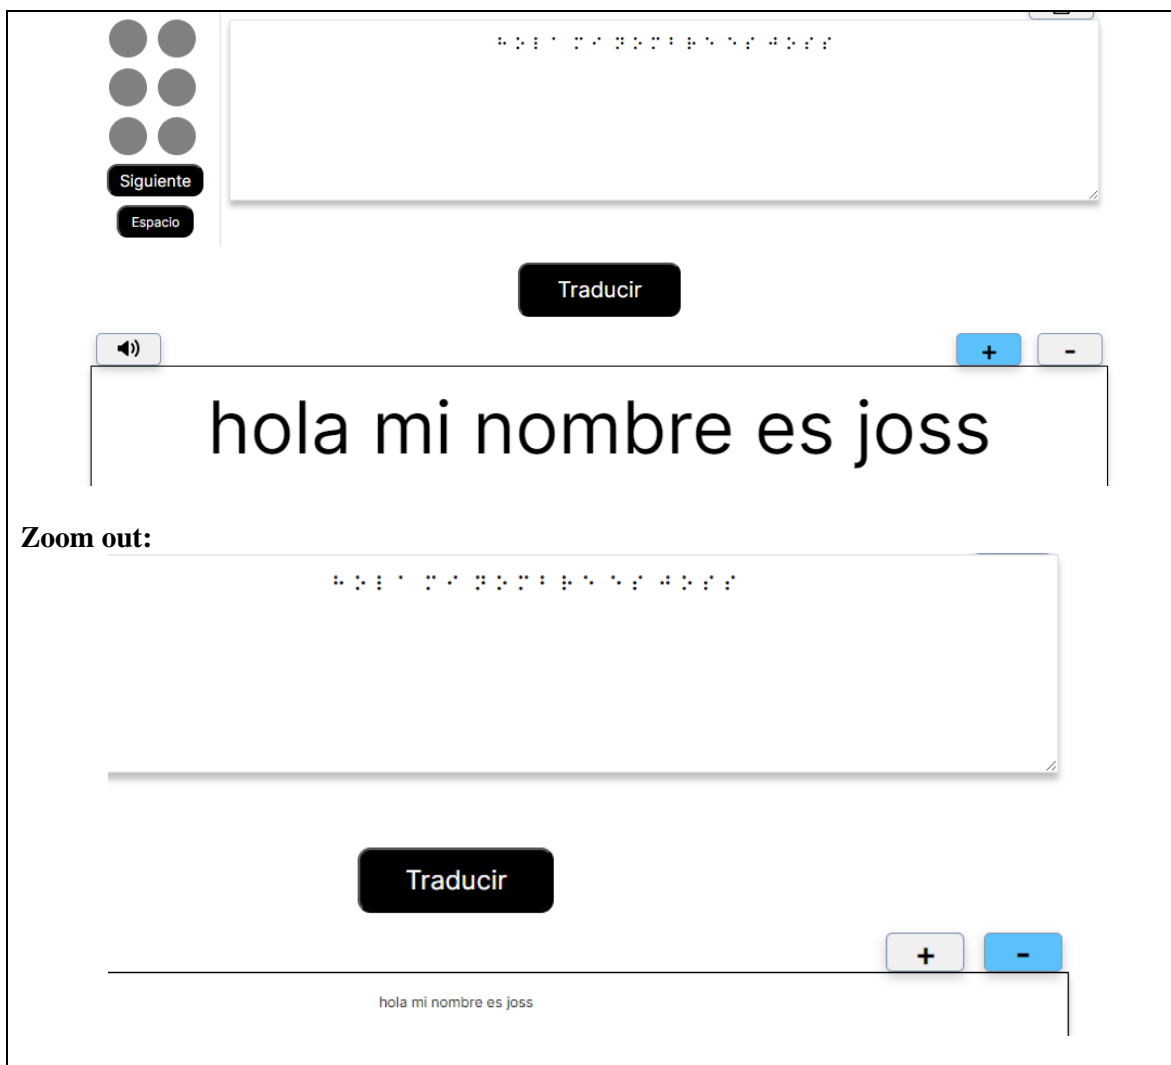 ⠓⠕⠇⠁ ⠍⠊ ⠝⠕⠍⠃⠗⠑ ⠑⠎ ⠚⠕⠎⠎
Siguiente
Espacio
Traducir
+ -
hola mi nombre es joss
Zoom out:
⠓⠕⠇⠁ ⠍⠊ ⠝⠕⠍⠃⠗⠑ ⠑⠎ ⠚⠕⠎⠎
Traducir
+ -
hola mi nombre es joss